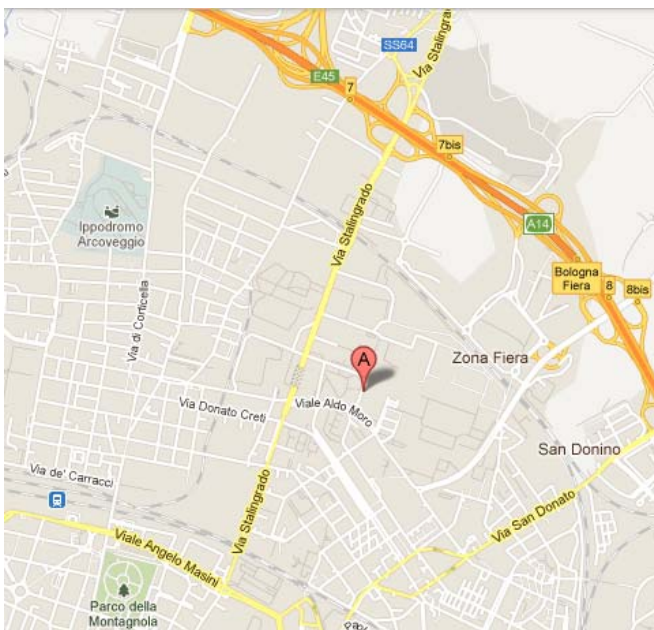 SS64
Via Stalingrado
E45
7
7bis
Ippodromo
Arcoveggio
Via Stalingrado
A14
Bologna
Fiera
8
8bis
Via di Corticella
Zona Fiera
A
Viale Aldo Moro
Via Donato Creti
San Donino
Via de' Carracci
Via San Donato
Via Stalingrado
Viale Angelo Masini
Parco della
Montagnola